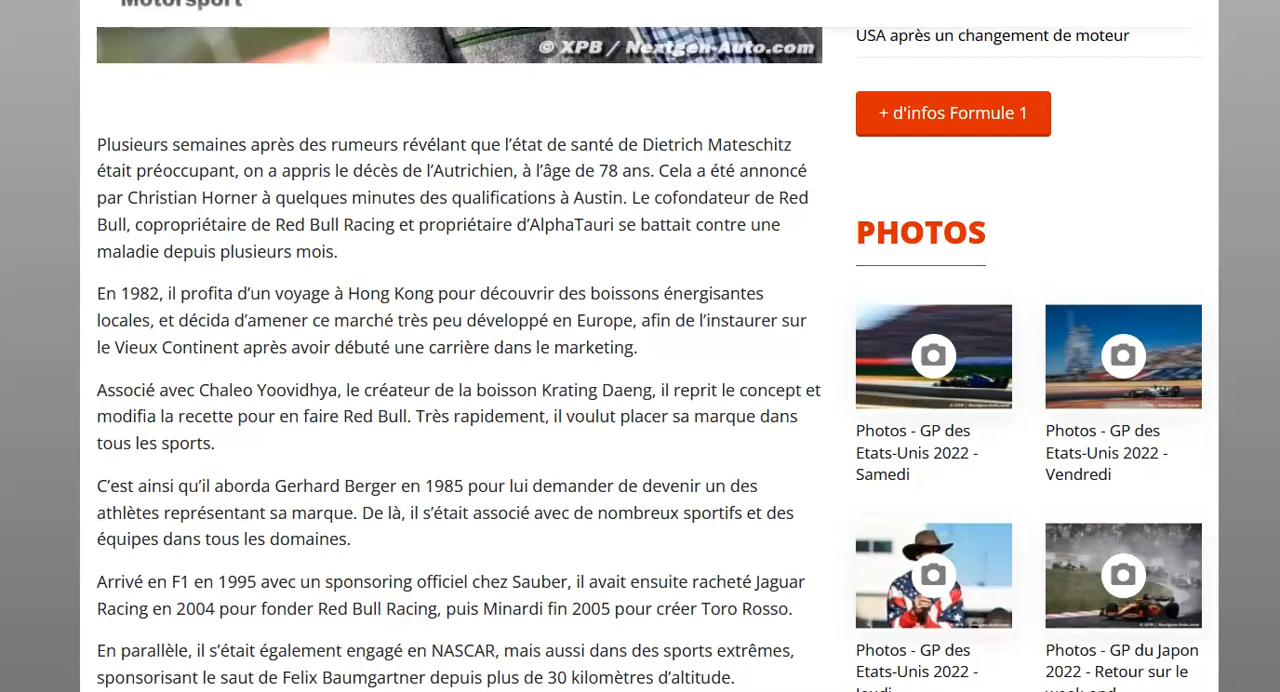 Motorsport
© XPB / Nextgen-Auto.com
Plusieurs semaines après des rumeurs révélant que l’état de santé de Dietrich Mateschitz
était préoccupant, on a appris le décès de l’Autrichien, à l’âge de 78 ans. Cela a été annoncé
par Christian Horner à quelques minutes des qualifications à Austin. Le cofondateur de Red
Bull, copropriétaire de Red Bull Racing et propriétaire d’AlphaTauri se battait contre une
maladie depuis plusieurs mois.
En 1982, il profita d’un voyage à Hong Kong pour découvrir des boissons énergisantes
locales, et décida d’amener ce marché très peu développé en Europe, afin de l’instaurer sur
le Vieux Continent après avoir débuté une carrière dans le marketing.
Associé avec Chaleo Yoovidhya, le créateur de la boisson Krating Daeng, il reprit le concept et
modifia la recette pour en faire Red Bull. Très rapidement, il voulut placer sa marque dans
tous les sports.
C’est ainsi qu’il aborda Gerhard Berger en 1985 pour lui demander de devenir un des
athlètes représentant sa marque. De là, il s’était associé avec de nombreux sportifs et des
équipes dans tous les domaines.
Arrivé en F1 en 1995 avec un sponsoring officiel chez Sauber, il avait ensuite racheté Jaguar
Racing en 2004 pour fonder Red Bull Racing, puis Minardi fin 2005 pour créer Toro Rosso.
En parallèle, il s’était également engagé en NASCAR, mais aussi dans des sports extrêmes,
sponsorisant le saut de Felix Baumgartner depuis plus de 30 kilomètres d’altitude.
USA après un changement de moteur
+ d'infos Formule 1
PHOTOS
Photos - GP des
Etats-Unis 2022 -
Samedi
Photos - GP des
Etats-Unis 2022 -
Vendredi
Photos - GP des
Etats-Unis 2022 -
Jeudi
Photos - GP du Japon
2022 - Retour sur le
week-end